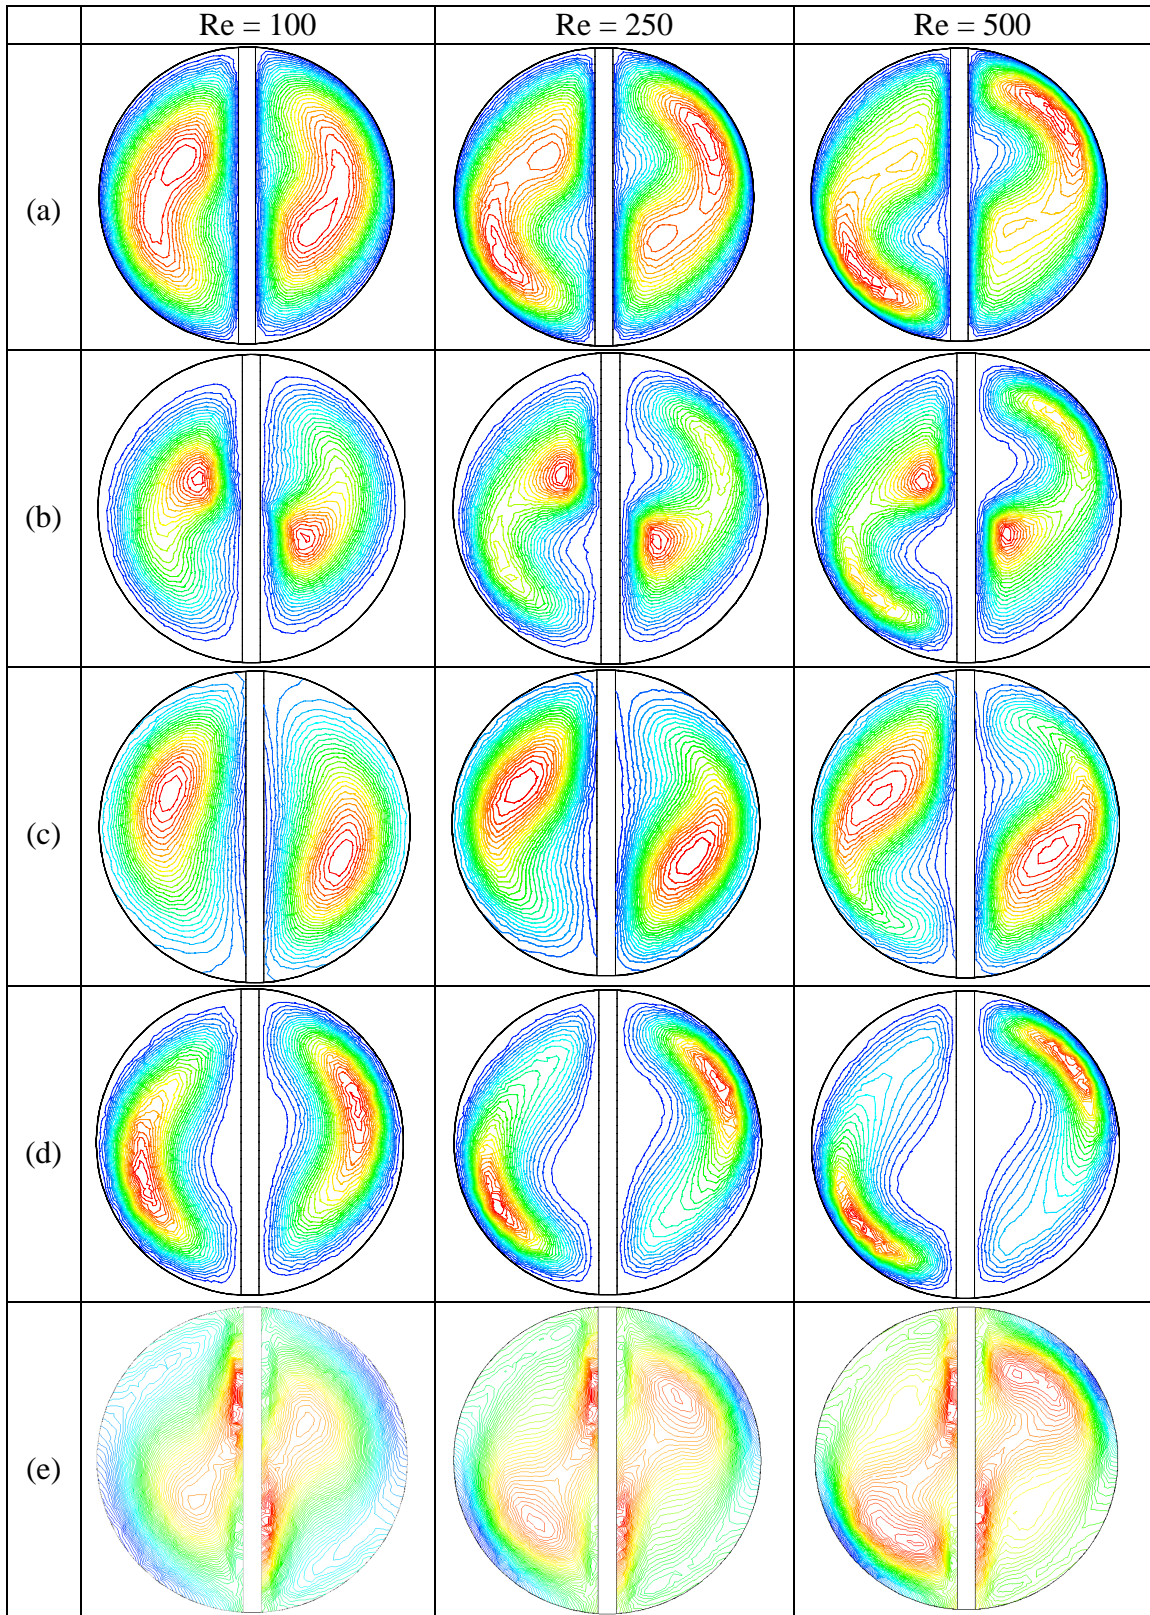 Re = 100 Re = 250 Re = 500
(a)
(b)
(c)
(d)
(e)